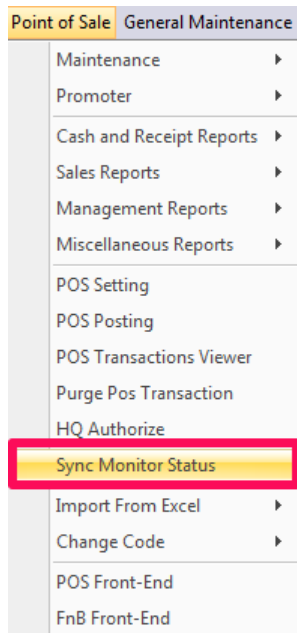 Point of Sale General Maintenance
Maintenance
Promoter
Cash and Receipt Reports
Sales Reports
Management Reports
Miscellaneous Reports
POS Setting
POS Posting
POS Transactions Viewer
Purge Pos Transaction
HQ Authorize
Sync Monitor Status
Import From Excel
Change Code
POS Front-End
FnB Front-End